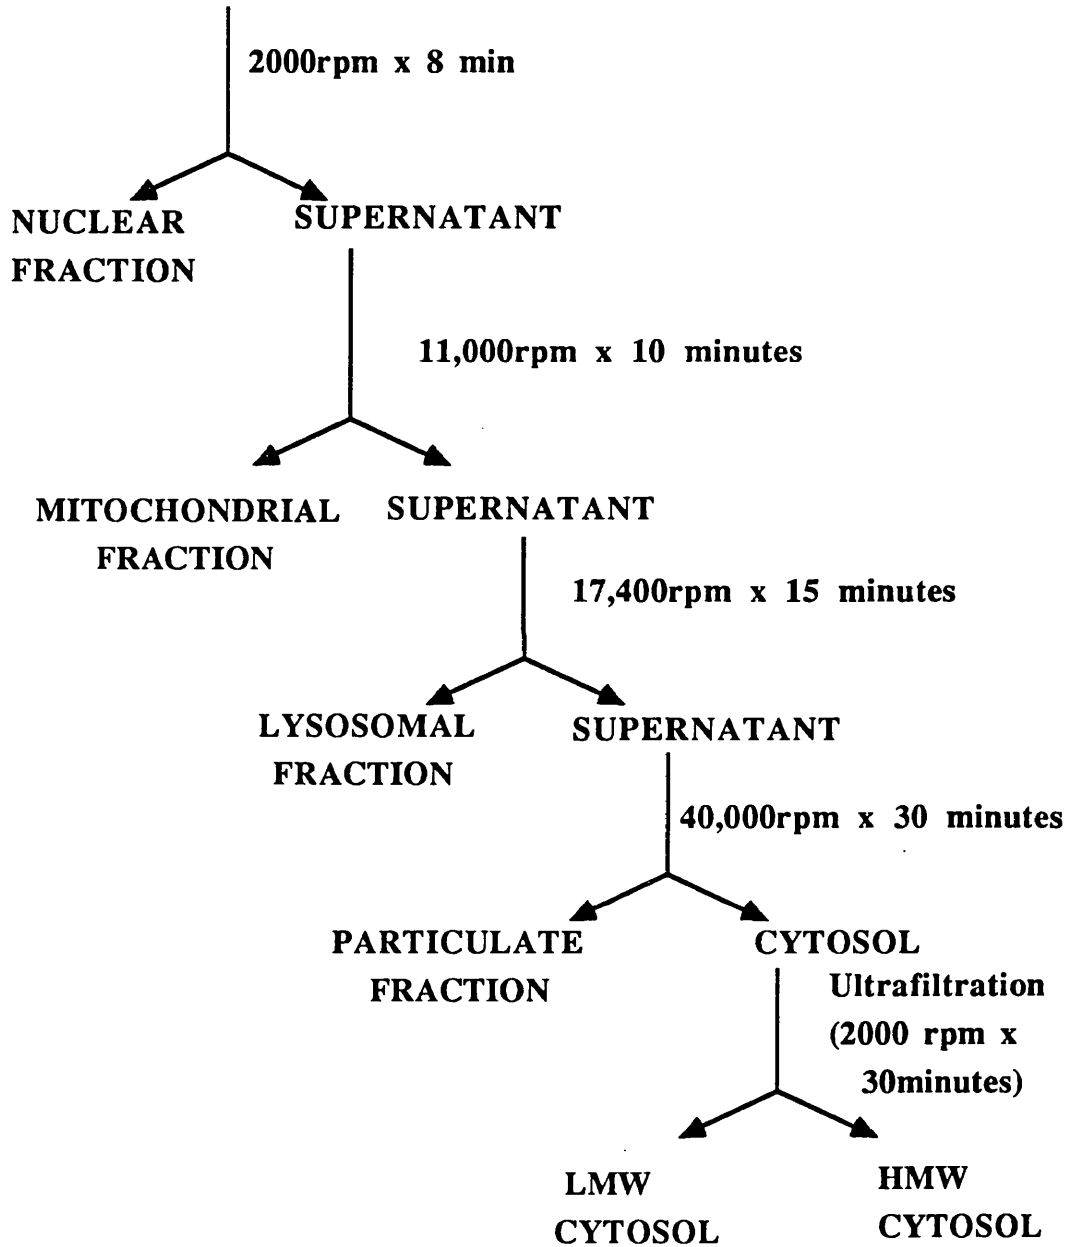 2000rpm x 8 min
NUCLEAR
FRACTION
SUPERNATANT
11,000rpm x 10 minutes
MITOCHONDRIAL
FRACTION
SUPERNATANT
17,400rpm x 15 minutes
LYSOSOMAL
FRACTION
SUPERNATANT
40,000rpm x 30 minutes
PARTICULATE
FRACTION
CYTOSOL
Ultrafiltration
(2000 rpm x
30minutes)
LMW
CYTOSOL
HMW
CYTOSOL